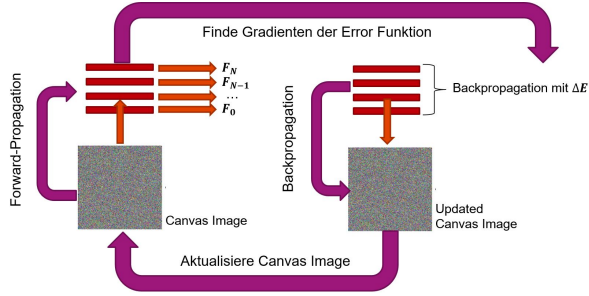 Finde Gradienten der Error Funktion
Forward-Propagation
F_N
F_{N-1}
...
F_0
Canvas Image
Backpropagation
Backpropagation mit ΔE
Updated
Canvas Image
Aktualisiere Canvas Image